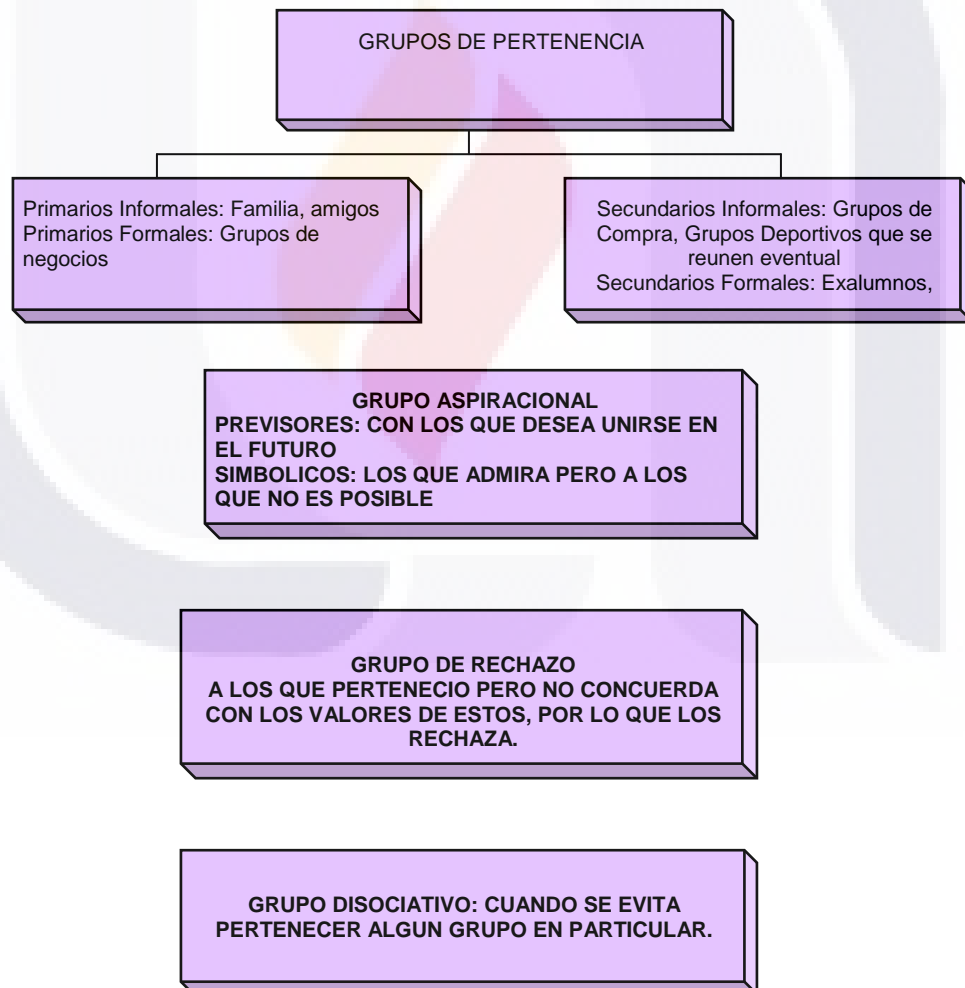 GRUPOS DE PERTENENCIA
Primarios Informales: Familia, amigos
Primarios Formales: Grupos de
negocios
Secundarios Informales: Grupos de
Compra, Grupos Deportivos que se
reunen eventual
Secundarios Formales: Exalumnos,
GRUPO ASPIRACIONAL
PREVISORES: CON LOS QUE DESEA UNIRSE EN
EL FUTURO
SIMBOLICOS: LOS QUE ADMIRA PERO A LOS
QUE NO ES POSIBLE
GRUPO DE RECHAZO
A LOS QUE PERTENECIO PERO NO CONCUERDA
CON LOS VALORES DE ESTOS, POR LO QUE LOS
RECHAZA.
GRUPO DISOCIATIVO: CUANDO SE EVITA
PERTENECER ALGUN GRUPO EN PARTICULAR.